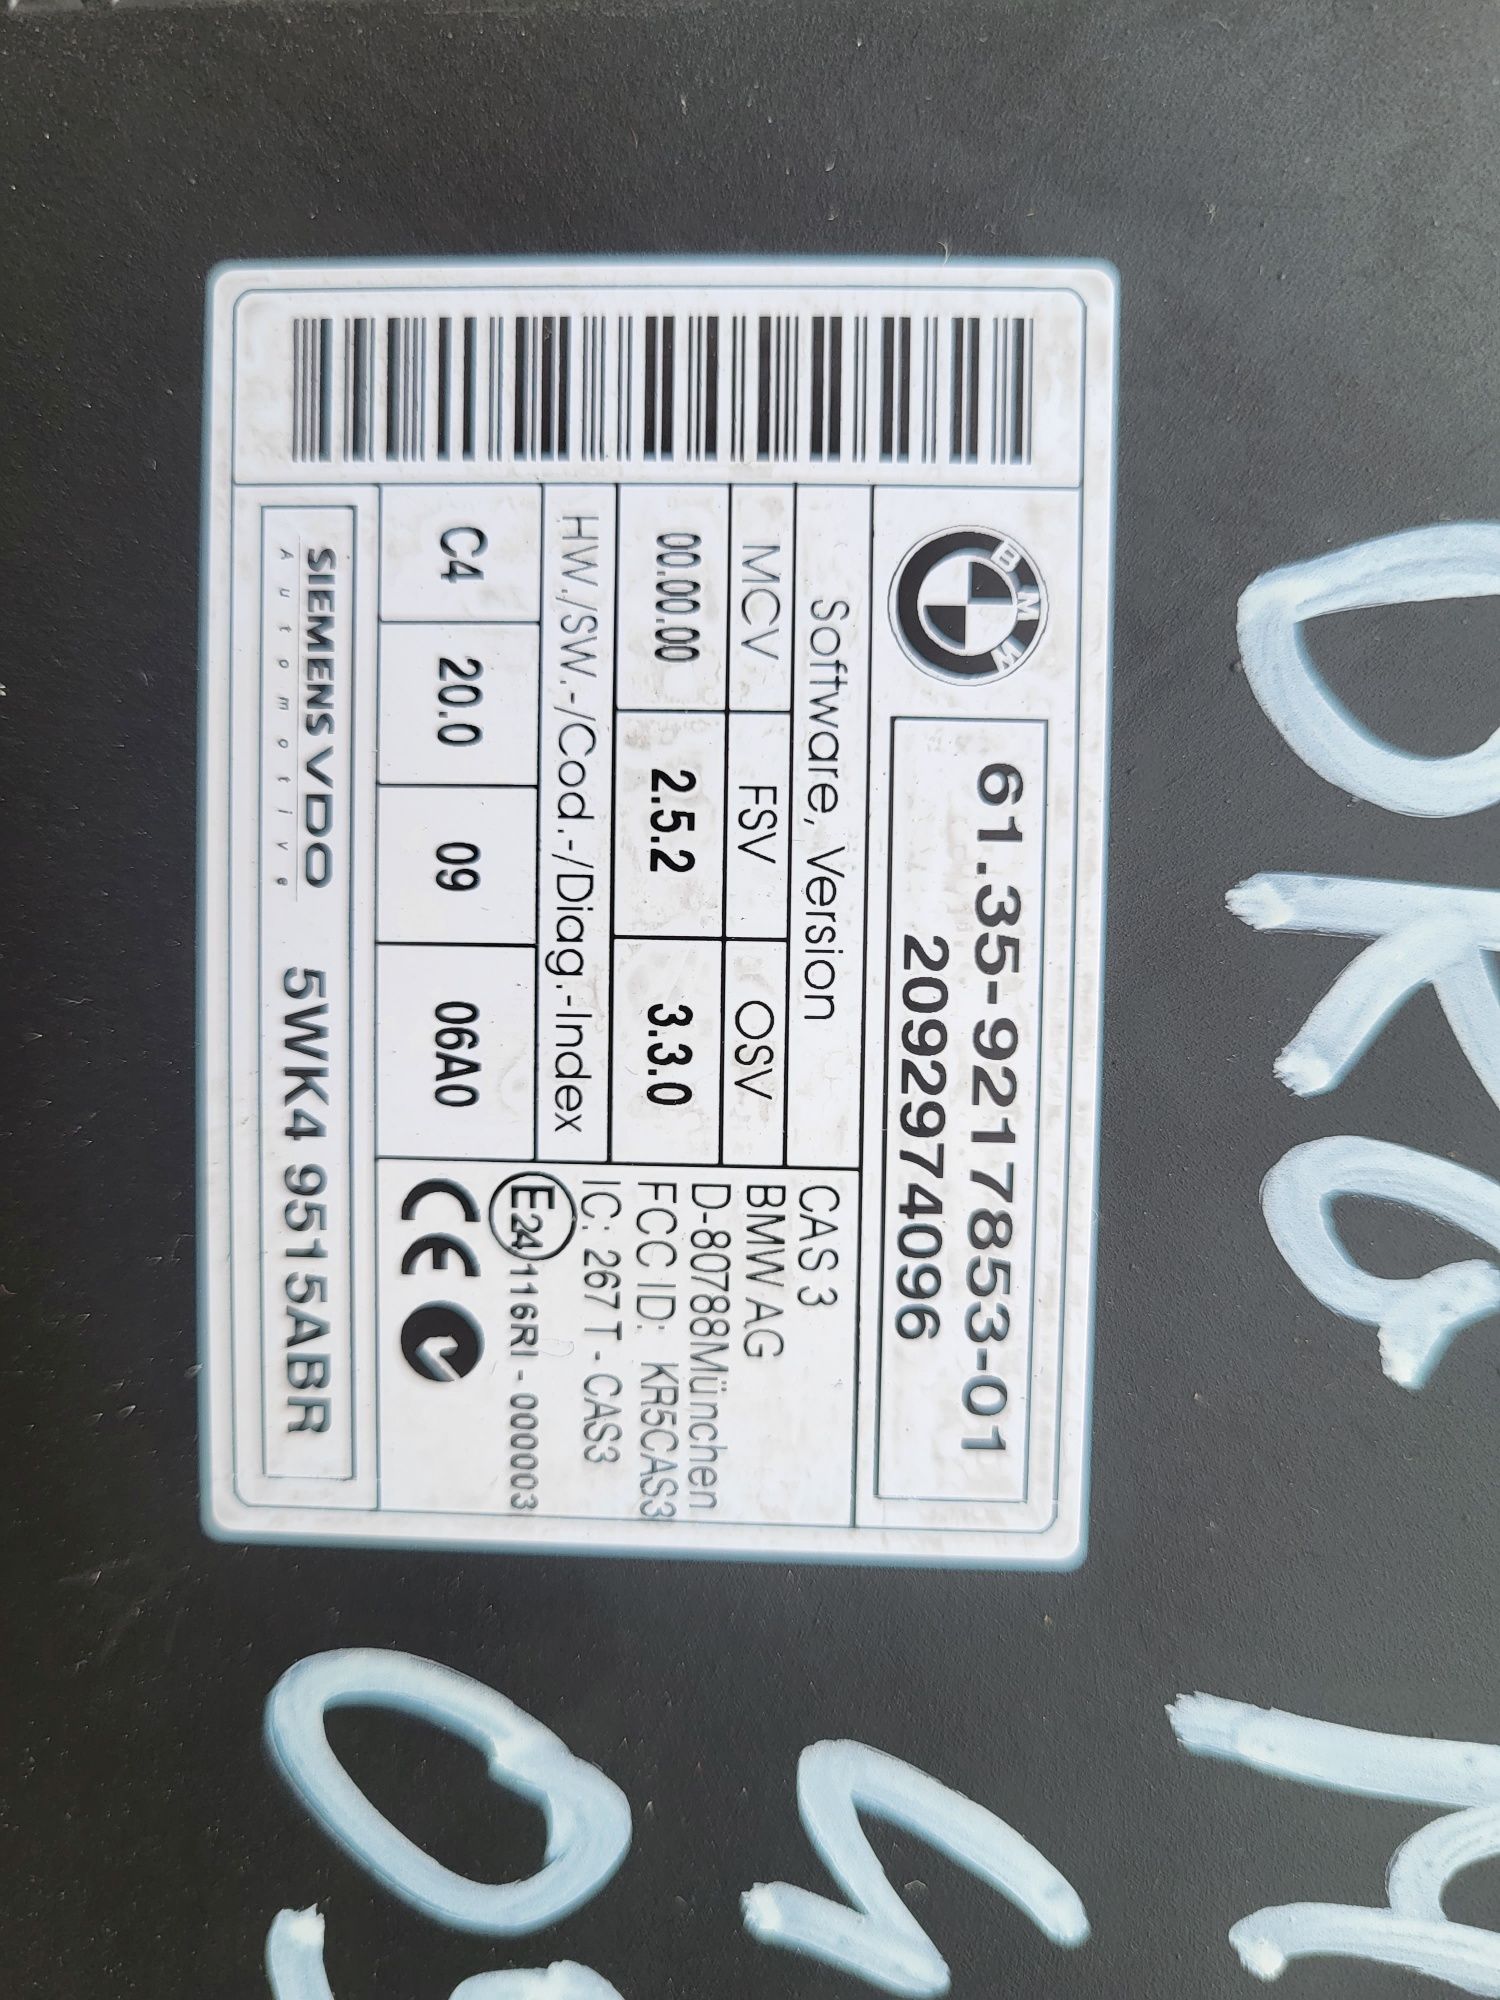 BMW
61.35-9217853-01
2092974096
Software, Version
MCV FSV OSV
00.00.00 2.5.2 3.3.0
HW./SW.-/Cod.-/Diag.-Index
C4 20.0 09 06A0
CAS 3
BMW AG
D-80788München
FCC ID: KR5CAS3
IC: 267 T - CAS3
E24 116RI - 000003
CE
SIEMENS VDO 5WK4 9515ABR
Automotive